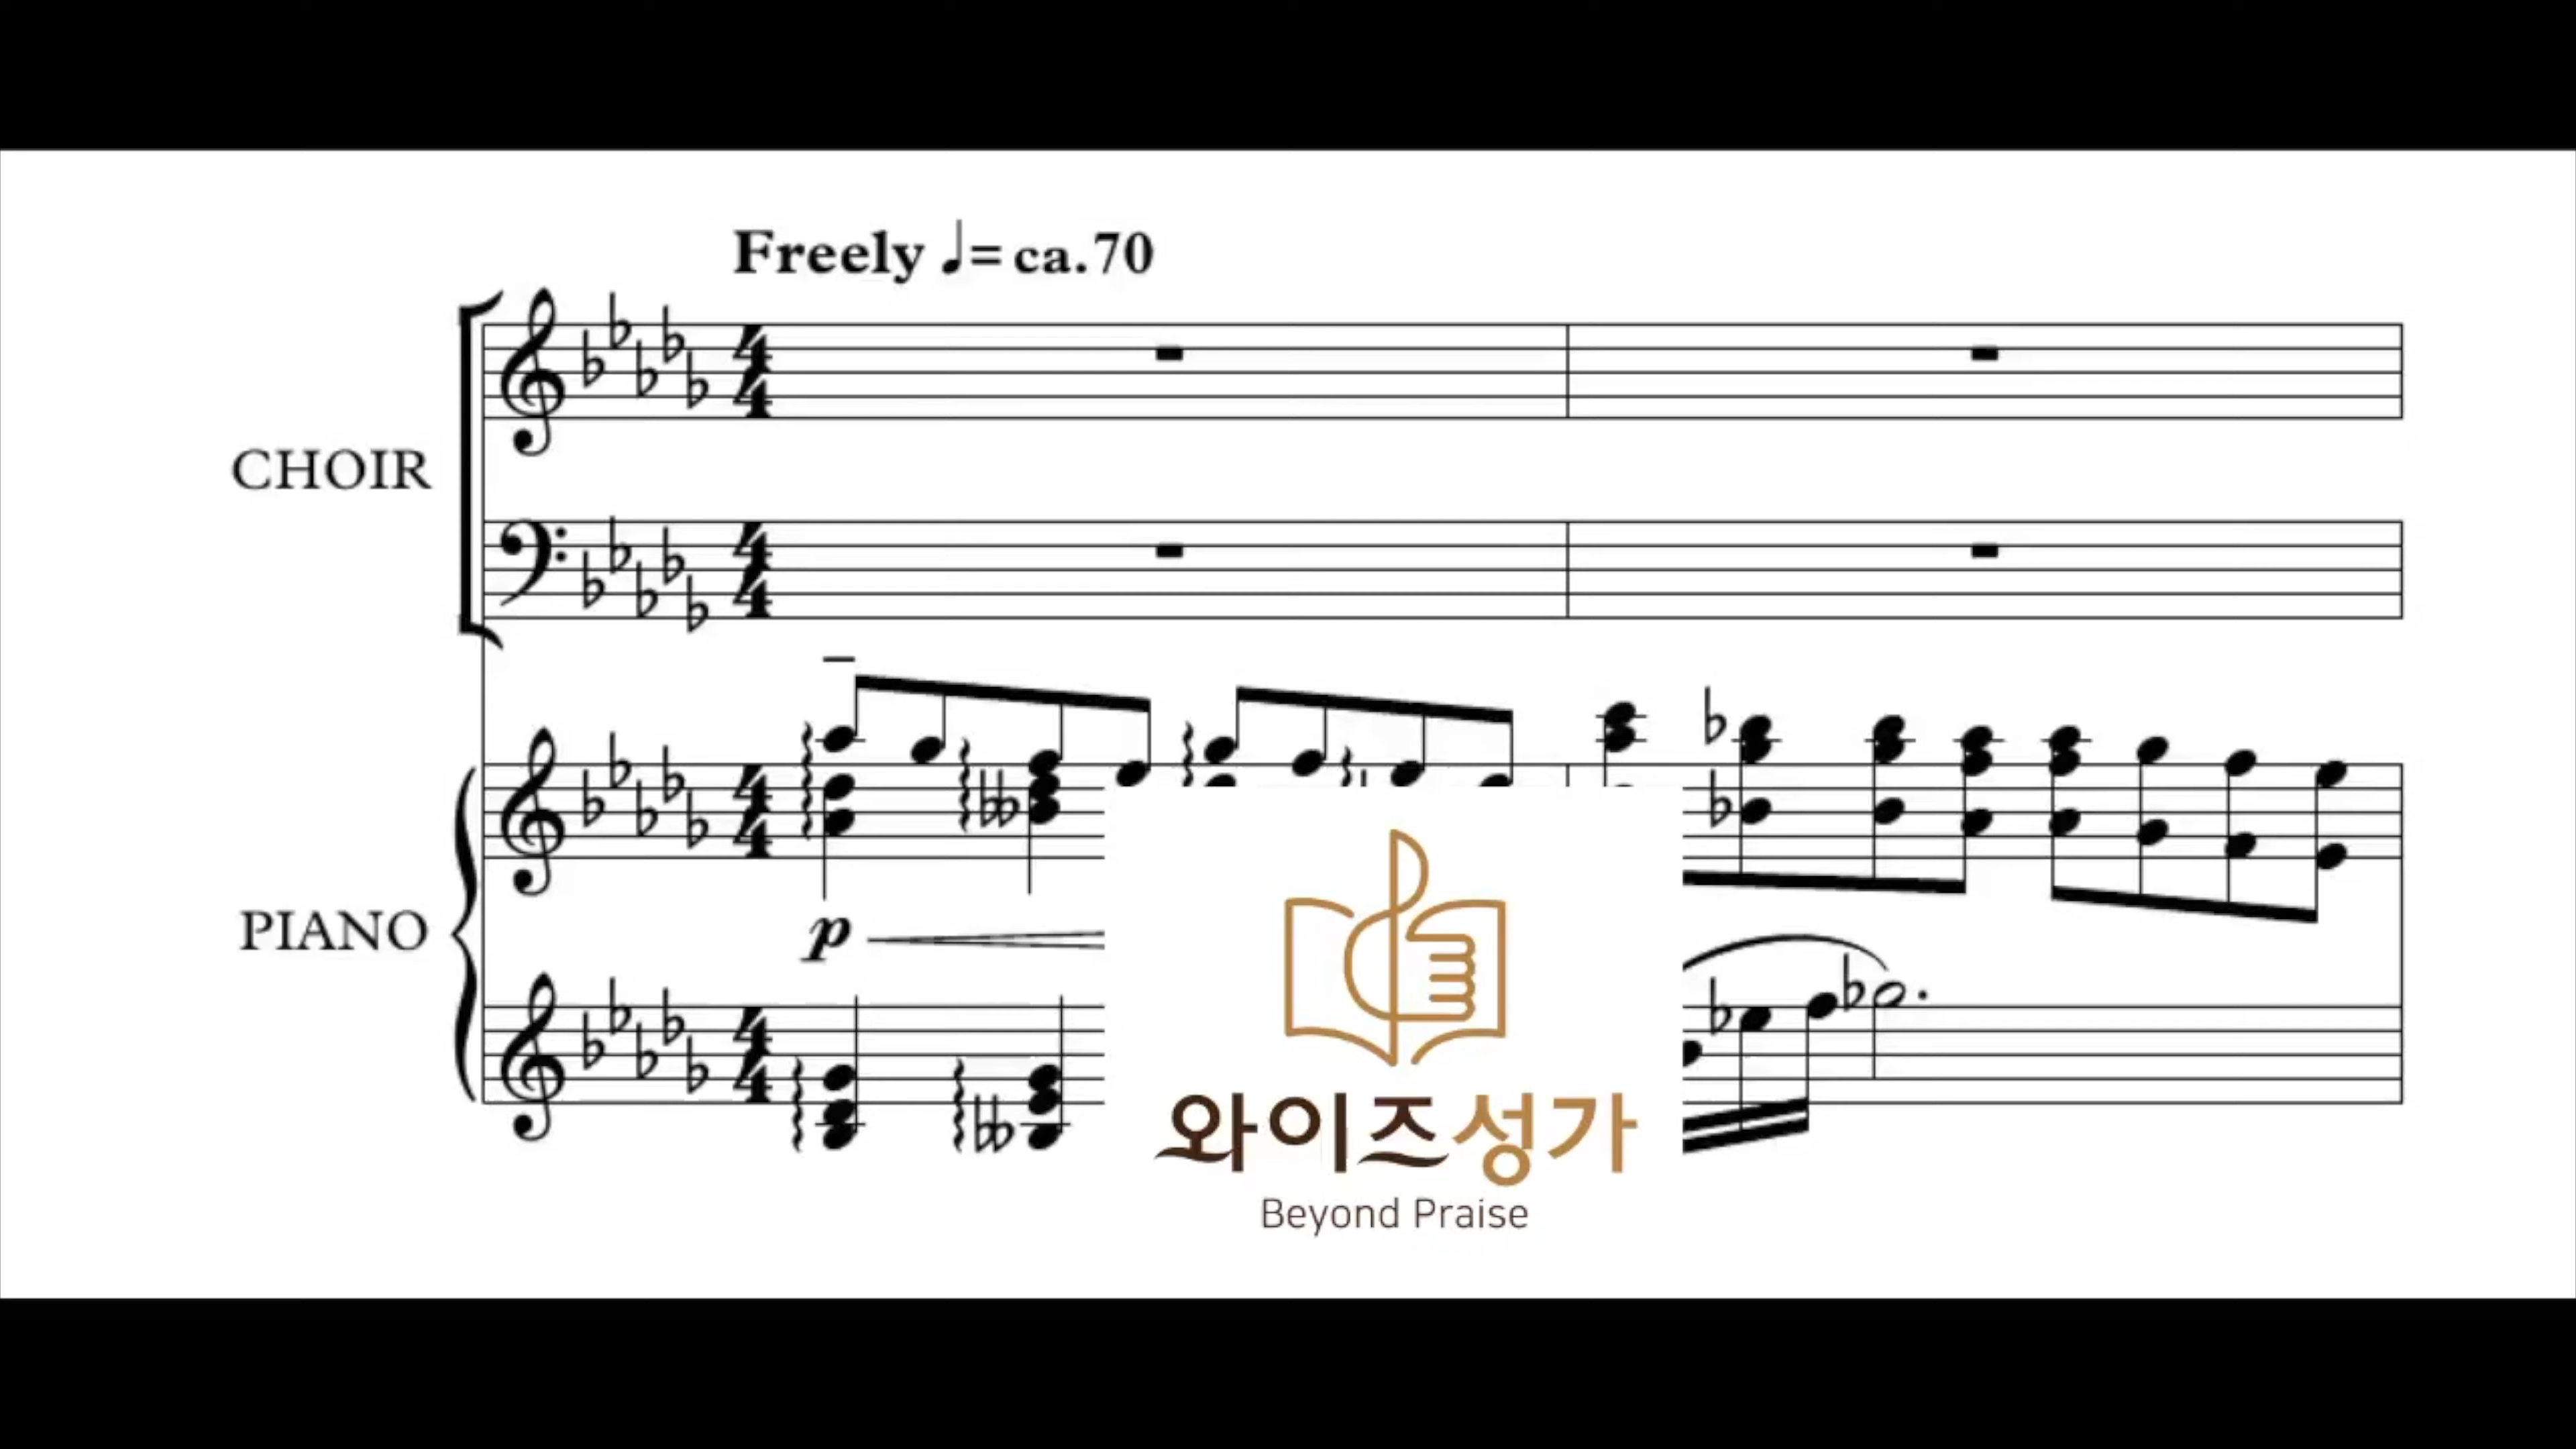 Freely ♩= ca. 70
CHOIR
PIANO
p
와이즈성가
Beyond Praise